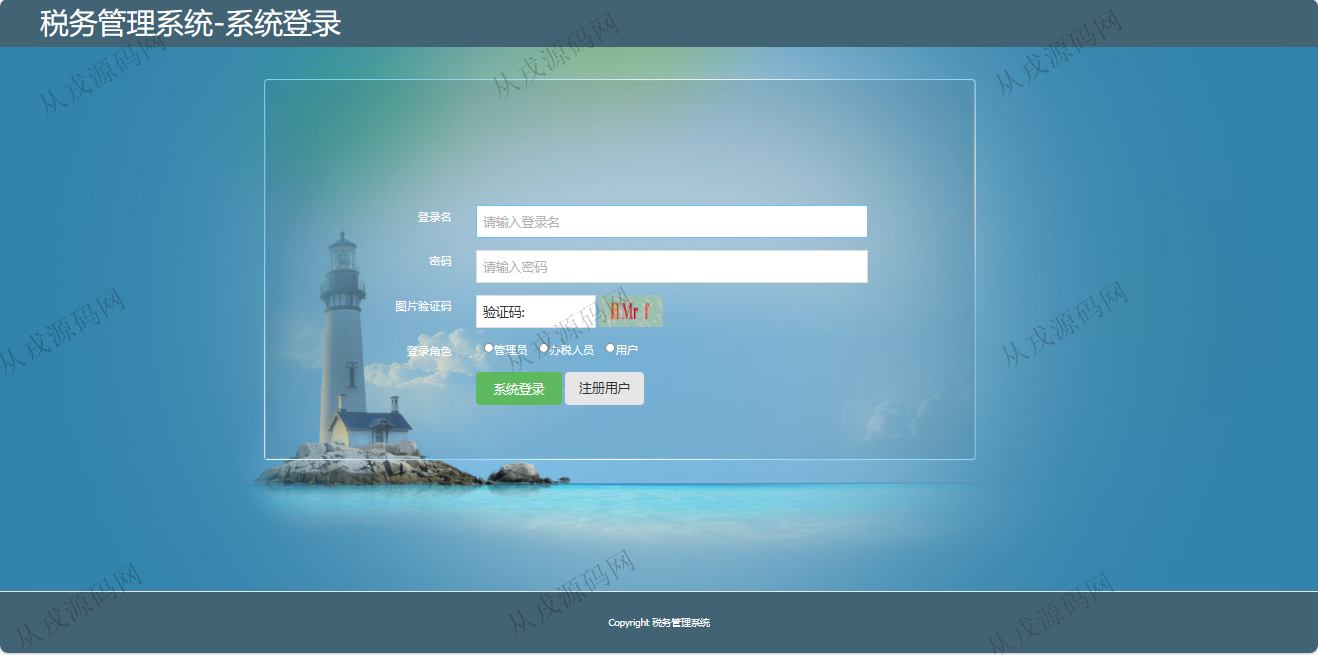 税务管理系统-系统登录
从戎源码网
从戎源码网
从戎源码网
登录名
请输入登录名
密码
请输入密码
图片验证码
验证码:
HMr f
从戎源码网
从戎源码网
从戎源码网
登录角色
管理员
办税人员
用户
系统登录
注册用户
从戎源码网
从戎源码网
从戎源码网
Copyright 税务管理系统